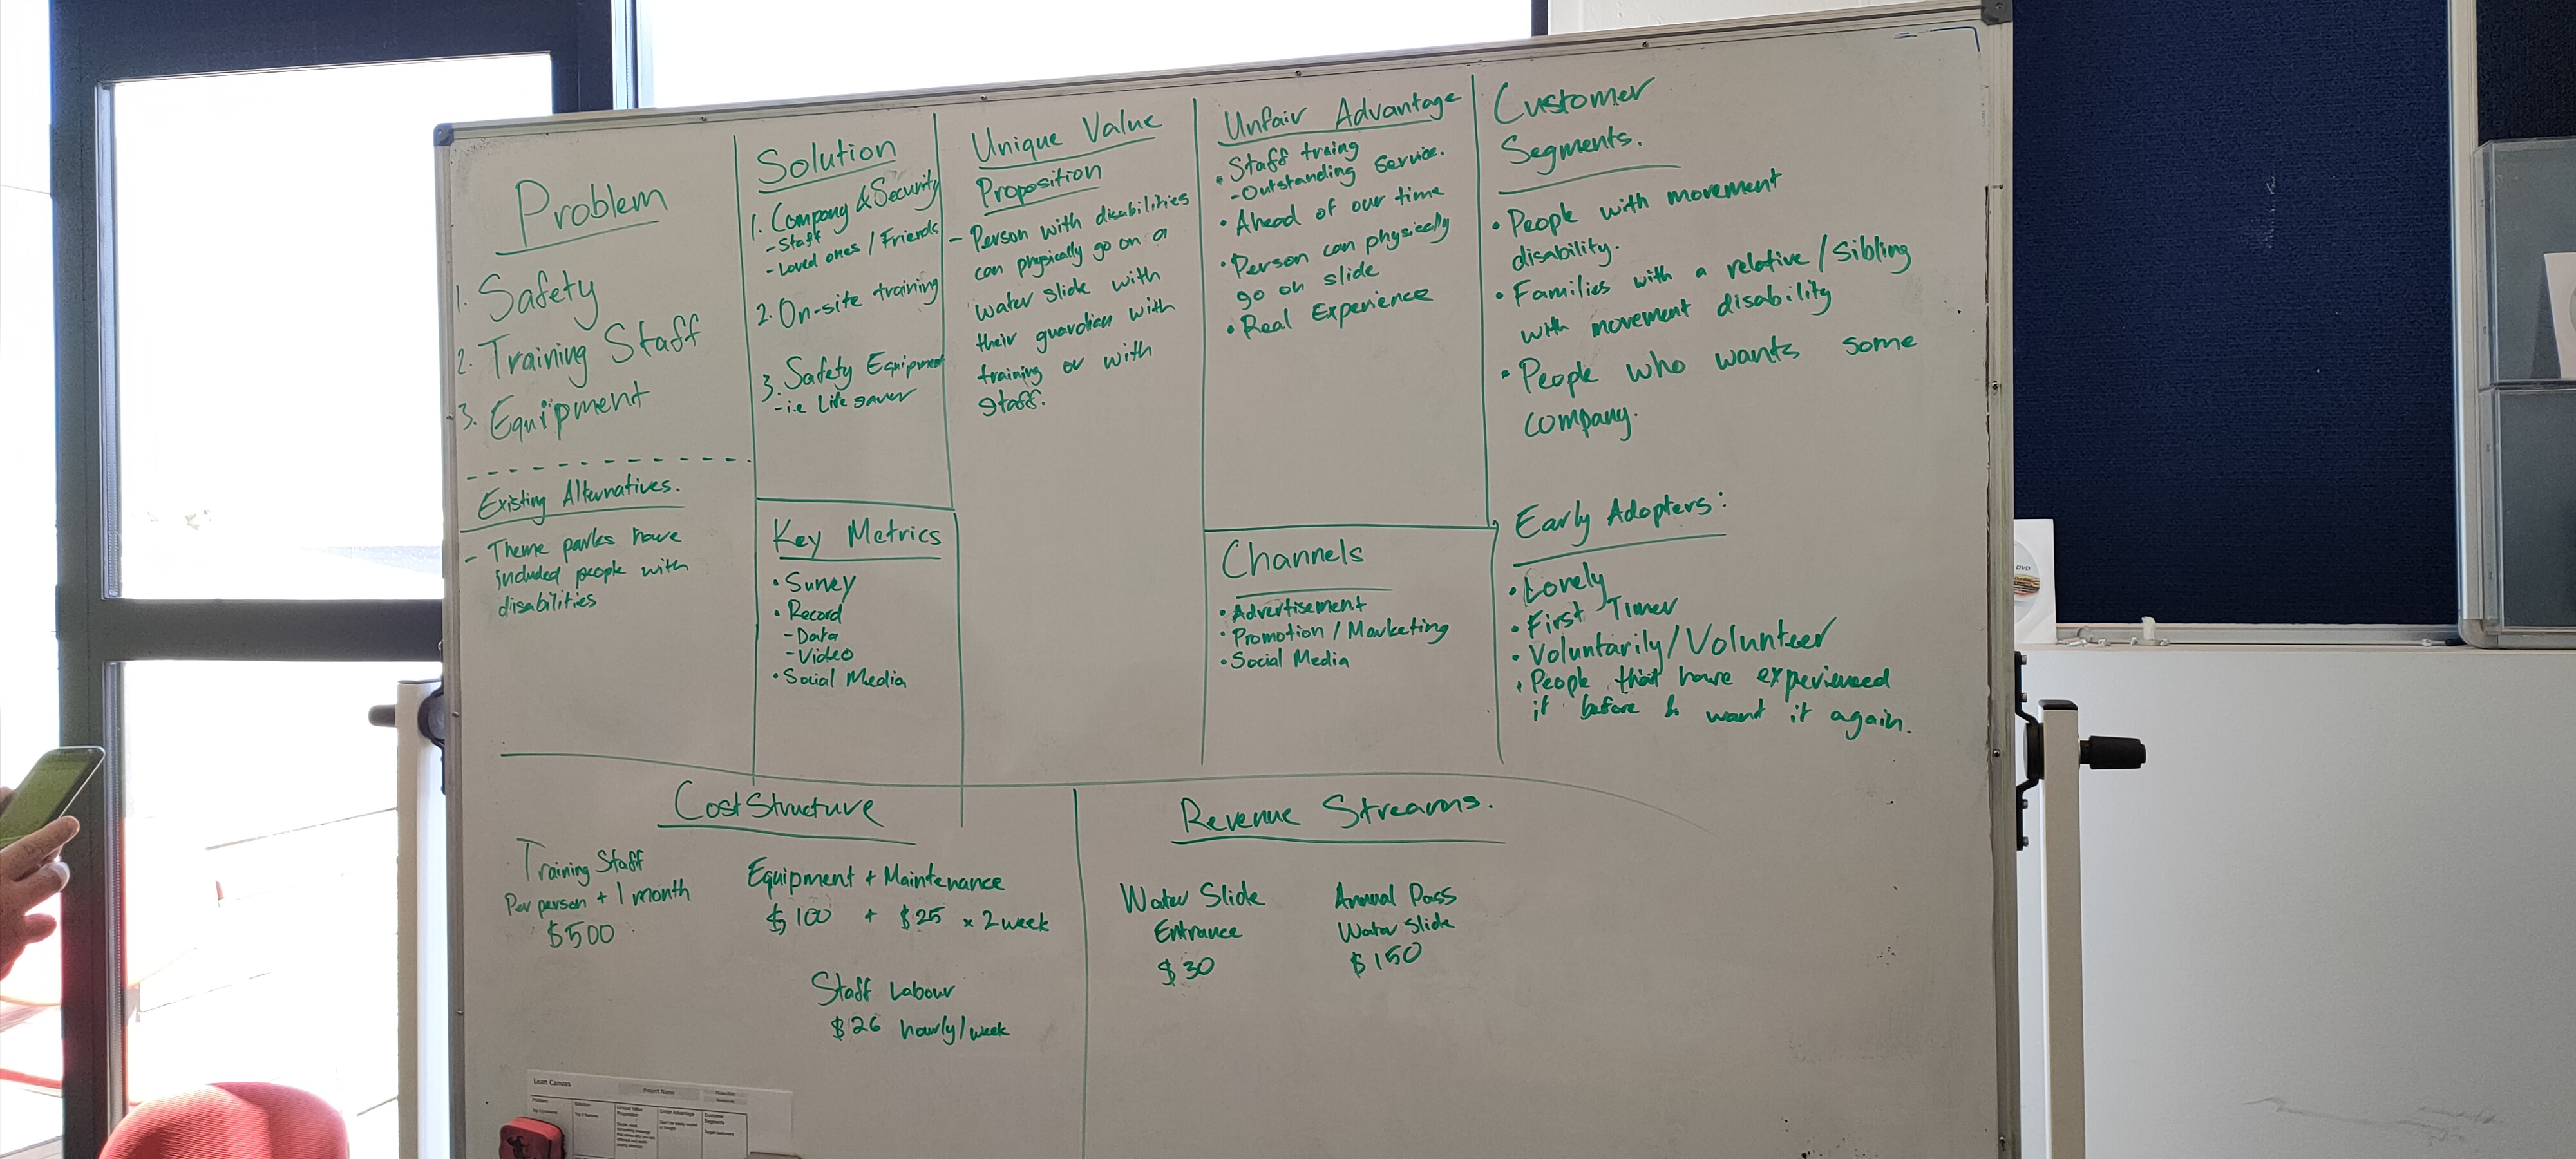 Problem
1. Safety
2. Training Staff
3. Equipment
Existing Alternatives.
- Theme parks have
included people with
disabilities
Solution
1. Company & Security
- Staff
- Loved ones / Friends
2. On-site training
3. Safety Equipment
- i.e Life saver
Key Metrics
• Survey
• Record
- Data
- Video
• Social Media
Unique Value
Proposition
- Person with disabilities
can physically go on a
water slide with
their guardian with
training or with
staff.
Unfair Advantage
• Staff traing
- Outstanding Service.
• Ahead of our time
• Person can physically
go on slide
• Real Experience
Channels
• Advertisement
• Promotion / Marketing
• Social Media
Customer
Segments.
• People with movement
disability.
• Families with a relative / Sibling
with movement disability
• People who wants some
company.
Early Adopters:
• Lonely
• First Timer
• Voluntarily/Volunteer
• People that have experienced
it before & want it again.
Cost Structure
Training Staff
Per person + 1 month
$500
Equipment + Maintenance
$100 + $25 x 2 week
Staff Labour
$26 hourly/week
Revenue Streams.
Water Slide
Entrance
$30
Annual Pass
Water Slide
$150
Lean Canvas
Project Name
Problem
Solution
Unique Value
Proposition
Unfair Advantage
Customer
Segments
DVD